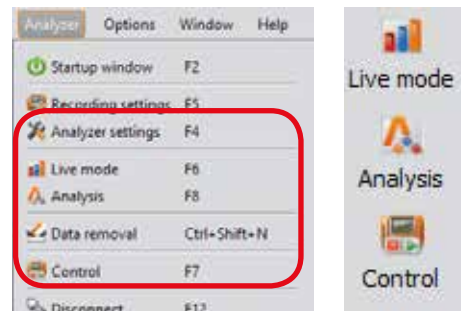 Analyzer Options Window Help
Startup window F2
Recording settings F5
Analyzer settings F4
Live mode F6
Analysis F8
Data removal Ctrl+Shift+N
Control F7
Disconnect F12
Live mode
Analysis
Control